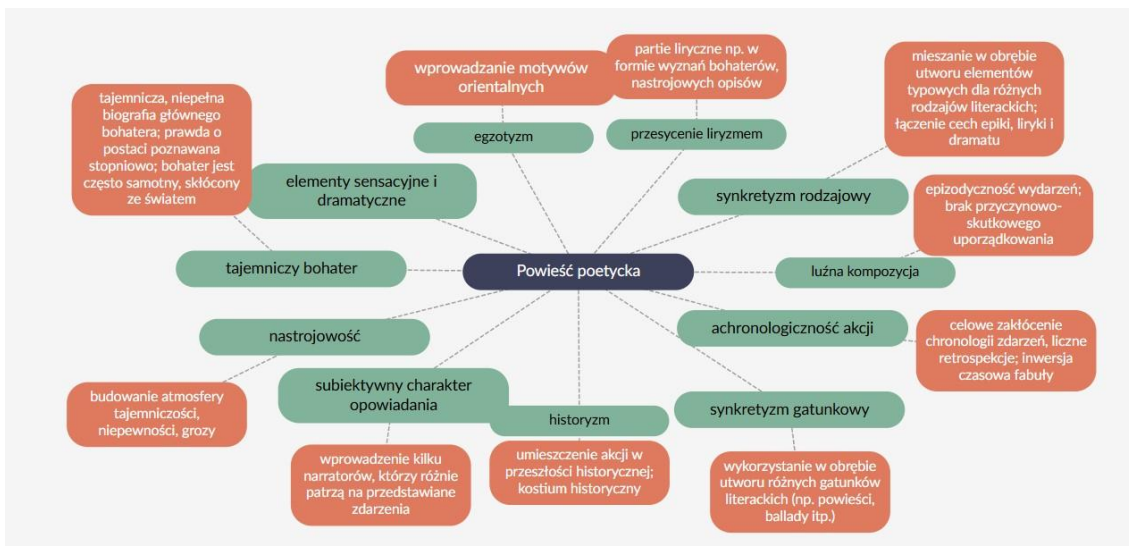 wprowadzanie motywów
orientalnych
partie liryczne np. w
formie wyznań bohaterów,
nastrojowych opisów
mieszanie w obrębie
utworu elementów
typowych dla różnych
rodzajów literackich;
łączenie cech epiki, liryki i
dramatu
tajemnicza, niepełna
biografia głównego
bohatera; prawda o
postaci poznawana
stopniowo; bohater jest
często samotny, skłócony
ze światem
egzotyzm
przesycenie liryzmem
elementy sensacyjne i
dramatyczne
synkretyzm rodzajowy
epizodyczność wydarzeń;
brak przyczynowo-
skutkowego
uporządkowania
tajemniczy bohater
Powieść poetycka
luźna kompozycja
nastrojowość
achronologiczność akcji
celowe zakłócenie
chronologii zdarzeń, liczne
retrospekcje; inwersja
czasowa fabuły
budowanie atmosfery
tajemniczości,
niepewności, grozy
subiektywny charakter
opowiadania
historyzm
synkretyzm gatunkowy
wprowadzenie kilku
narratorów, którzy różnie
patrzą na przedstawiane
zdarzenia
umieszczenie akcji w
przeszłości historycznej;
kostium historyczny
wykorzystanie w obrębie
utworu różnych gatunków
literackich (np. powieści,
ballady itp.)